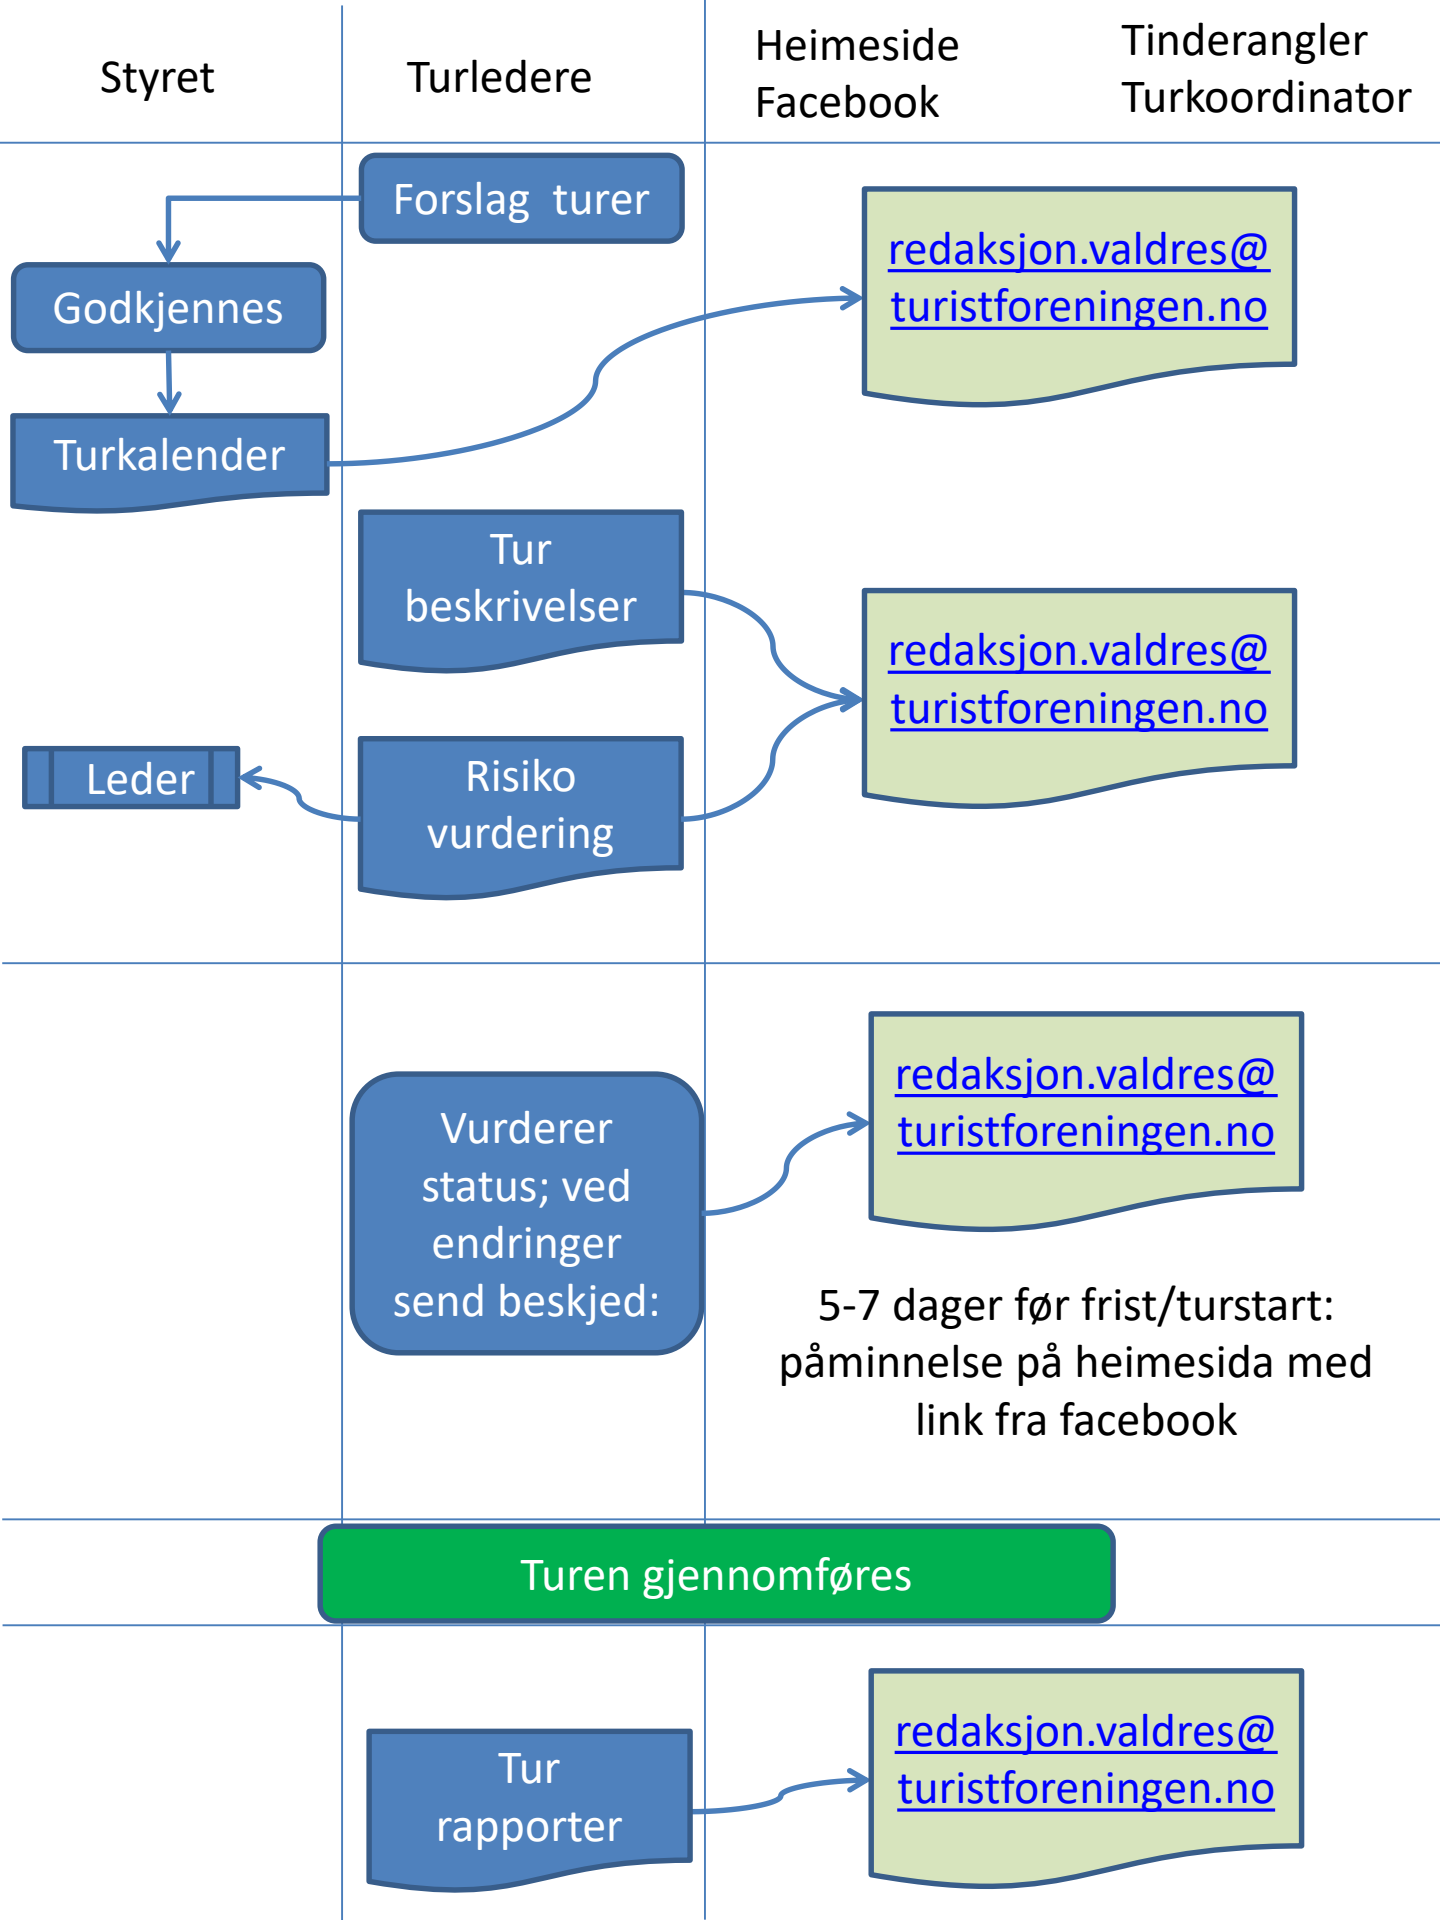 Styret
Turledere
Heimeside
Facebook
Tinderangler
Turkoordinator
Forslag  turer
redaksjon.valdres@
turistforeningen.no
Godkjennes
Turkalender
Tur
beskrivelser
redaksjon.valdres@
turistforeningen.no
Leder
Risiko
vurdering
redaksjon.valdres@
turistforeningen.no
Vurderer
status; ved
endringer
send beskjed:
5-7 dager før frist/turstart:
påminnelse på heimesida med
link fra facebook
Turen gjennomføres
redaksjon.valdres@
turistforeningen.no
Tur
rapporter